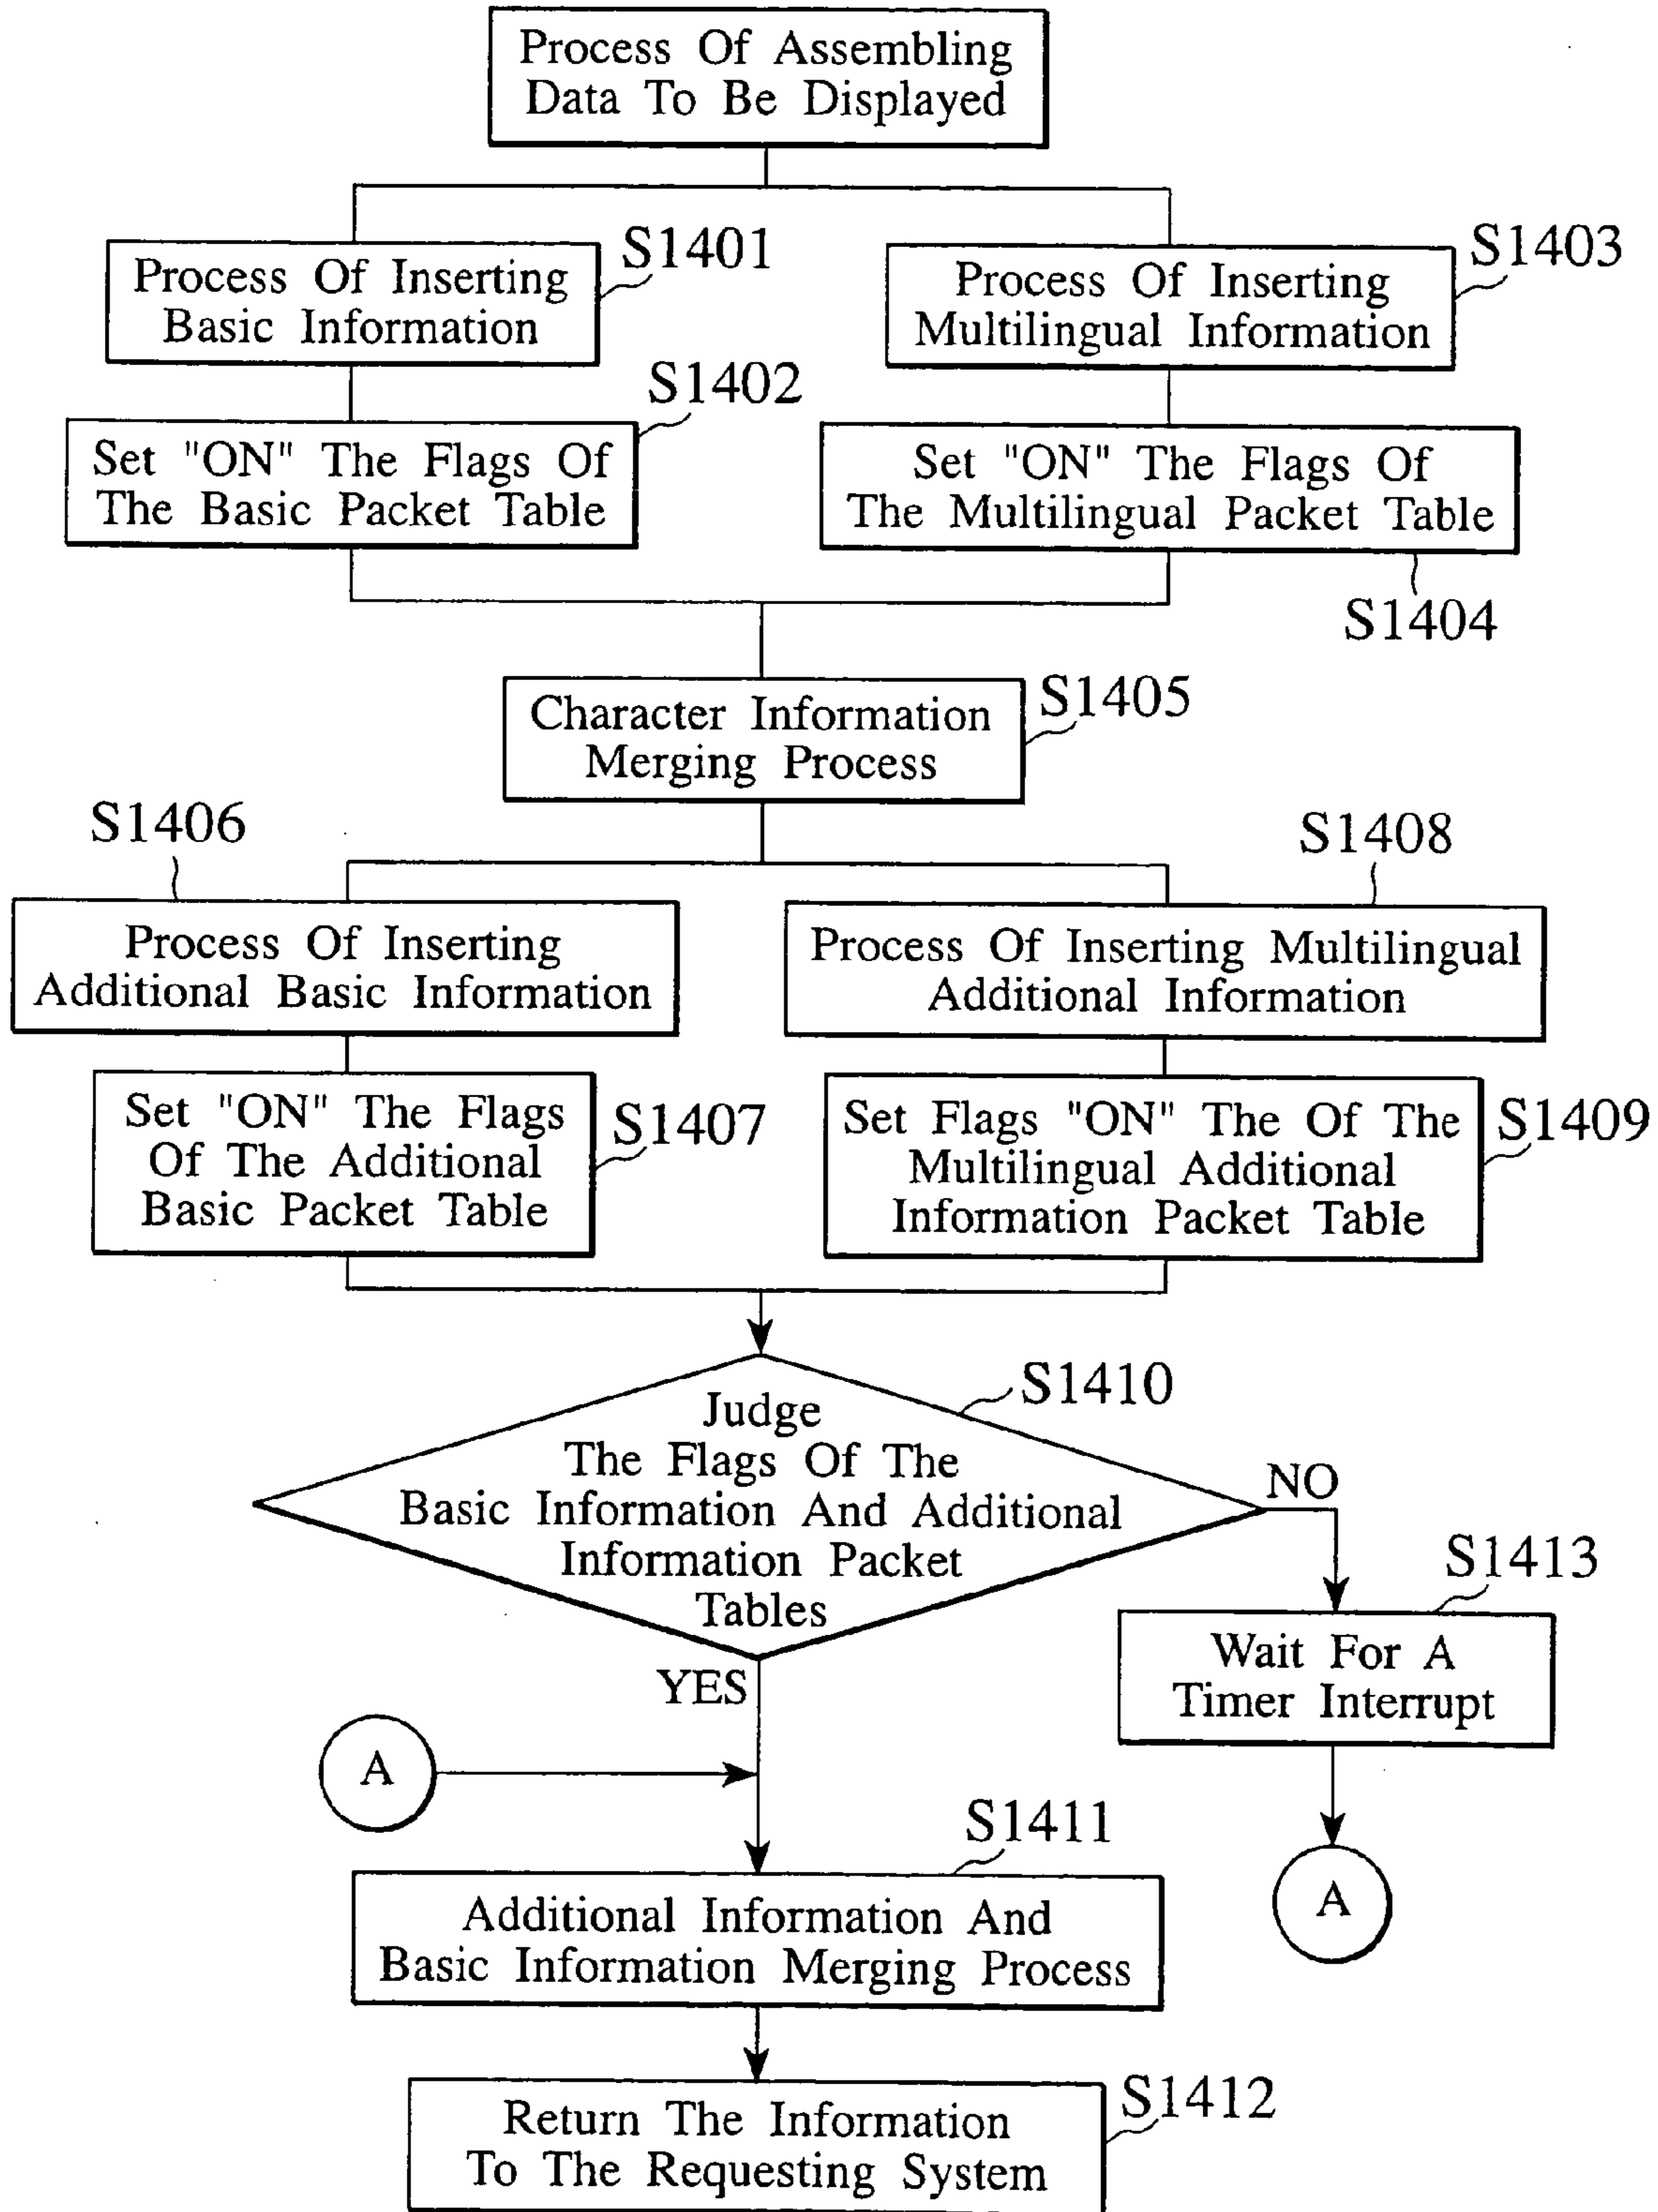 Process Of Assembling
Data To Be Displayed
S1401
Process Of Inserting
Basic Information
S1403
Process Of Inserting
Multilingual Information
S1402
Set "ON" The Flags Of
The Basic Packet Table
Set "ON" The Flags Of
The Multilingual Packet Table
S1404
Character Information
Merging Process
S1405
S1406
Process Of Inserting
Additional Basic Information
S1408
Process Of Inserting Multilingual
Additional Information
Set "ON" The Flags
Of The Additional
Basic Packet Table
S1407
Set Flags "ON" The Of The
Multilingual Additional
Information Packet Table
S1409
S1410
Judge
The Flags Of The
Basic Information And Additional
Information Packet
Tables
NO
S1413
Wait For A
Timer Interrupt
YES
A
A
S1411
Additional Information And
Basic Information Merging Process
S1412
Return The Information
To The Requesting System